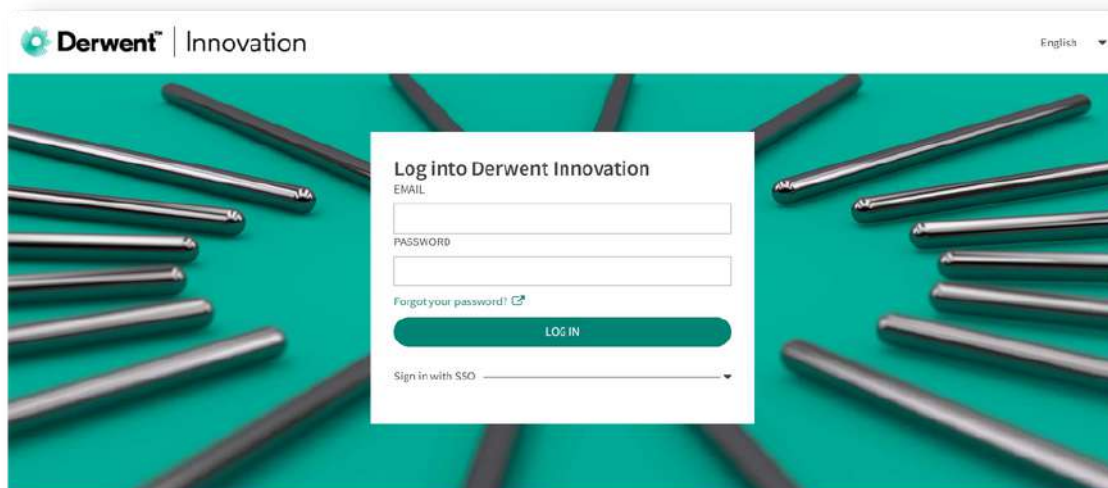 Derwent™ | Innovation
English
Log into Derwent Innovation
EMAIL
PASSWORD
Forgot your password?
LOG IN
Sign in with SSO